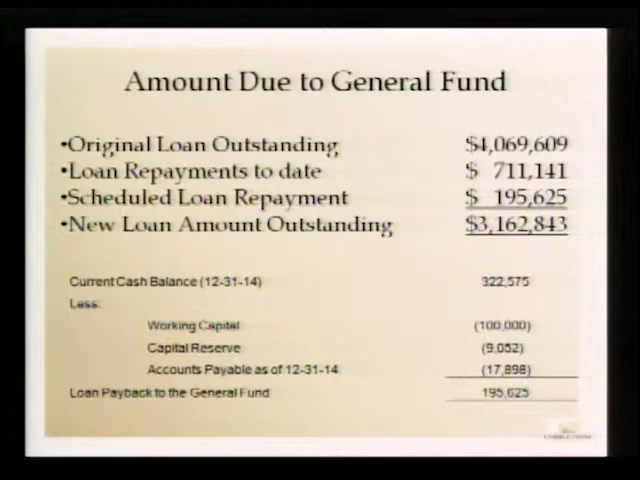 Amount Due to General Fund
•Original Loan Outstanding $4,069,609
•Loan Repayments to date $ 711,141
•Scheduled Loan Repayment $ 195,625
•New Loan Amount Outstanding $3,162,843
Current Cash Balance (12-31-14) 322,575
Less:
Working Capital (100,000)
Capital Reserve (9,052)
Accounts Payable as of 12-31-14 (17,898)
Loan Payback to the General Fund 195,625